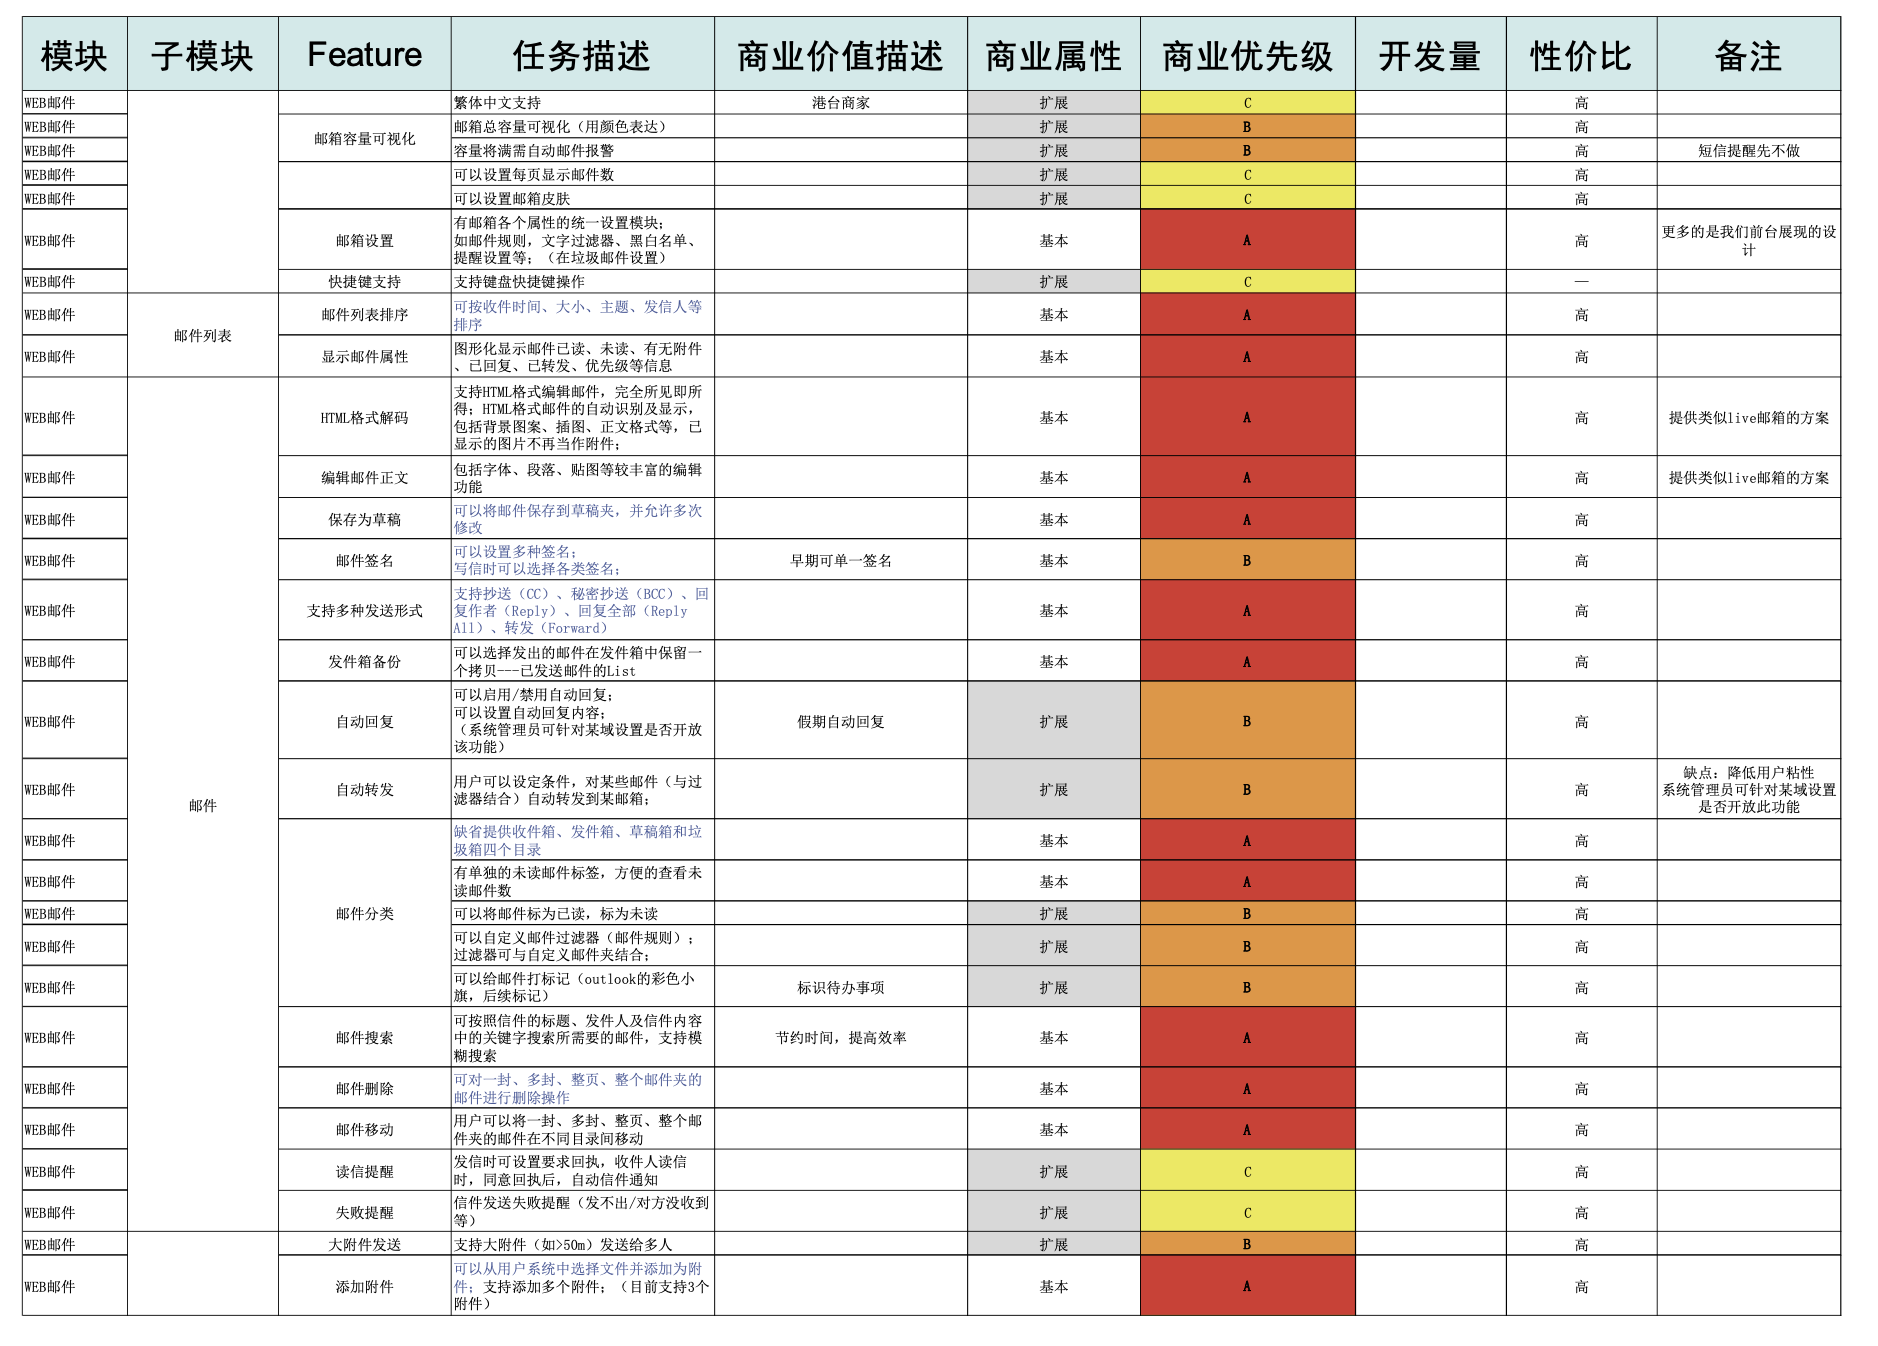 模块 子模块 Feature 任务描述 商业价值描述 商业属性 商业优先级 开发量 性价比 备注
WEB邮件 繁体中文支持 港台商家 扩展 C 高
邮箱容量可视化
WEB邮件 邮箱总容量可视化（用颜色表达） 扩展 B 高
WEB邮件 容量将满需自动邮件报警 扩展 B 高 短信提醒先不做
WEB邮件 可以设置每页显示邮件数 扩展 C 高
WEB邮件 可以设置邮箱皮肤 扩展 C 高
WEB邮件 邮箱设置
有邮箱各个属性的统一设置模块；
如邮件规则，文字过滤器、黑白名单、
提醒设置等；（在垃圾邮件设置）
基本 A 高
更多的是我们前台展现的设
计
WEB邮件 快捷键支持 支持键盘快捷键操作 扩展 C —
邮件列表
WEB邮件 邮件列表排序
可按收件时间、大小、主题、发信人等
排序
基本 A 高
WEB邮件 显示邮件属性
图形化显示邮件已读、未读、有无附件
、已回复、已转发、优先级等信息
基本 A 高
邮件
WEB邮件 HTML格式解码
支持HTML格式编辑邮件，完全所见即所
得；HTML格式邮件的自动识别及显示，
包括背景图案、插图、正文格式等，已
显示的图片不再当作附件；
基本 A 高 提供类似live邮箱的方案
WEB邮件 编辑邮件正文
包括字体、段落、贴图等较丰富的编辑
功能
基本 A 高 提供类似live邮箱的方案
WEB邮件 保存为草稿
可以将邮件保存到草稿夹，并允许多次
修改
基本 A 高
WEB邮件 邮件签名
可以设置多种签名；
写信时可以选择各类签名；
早期可单一签名 基本 B 高
WEB邮件 支持多种发送形式
支持抄送（CC）、秘密抄送（BCC）、回
复作者（Reply）、回复全部（Reply
All）、转发（Forward）
基本 A 高
WEB邮件 发件箱备份
可以选择发出的邮件在发件箱中保留一
个拷贝---已发送邮件的List
基本 A 高
WEB邮件 自动回复
可以启用/禁用自动回复；
可以设置自动回复内容；
（系统管理员可针对某域设置是否开放
该功能）
假期自动回复 扩展 B 高
WEB邮件 自动转发
用户可以设定条件，对某些邮件（与过
滤器结合）自动转发到某邮箱；
扩展 B 高
缺点：降低用户粘性
系统管理员可针对某域设置
是否开放此功能
邮件分类
WEB邮件
缺省提供收件箱、发件箱、草稿箱和垃
圾箱四个目录
基本 A 高
WEB邮件
有单独的未读邮件标签，方便的查看未
读邮件数
基本 A 高
WEB邮件 可以将邮件标为已读，标为未读 扩展 B 高
WEB邮件
可以自定义邮件过滤器（邮件规则）；
过滤器可与自定义邮件夹结合；
扩展 B 高
WEB邮件
可以给邮件打标记（outlook的彩色小
旗，后续标记）
标识待办事项 扩展 B 高
WEB邮件 邮件搜索
可按照信件的标题、发件人及信件内容
中的关键字搜索所需要的邮件，支持模
糊搜索
节约时间，提高效率 基本 A 高
WEB邮件 邮件删除
可对一封、多封、整页、整个邮件夹的
邮件进行删除操作
基本 A 高
WEB邮件 邮件移动
用户可以将一封、多封、整页、整个邮
件夹的邮件在不同目录间移动
基本 A 高
WEB邮件 读信提醒
发信时可设置要求回执，收件人读信
时，同意回执后，自动信件通知
扩展 C 高
WEB邮件 失败提醒
信件发送失败提醒（发不出/对方没收到
等）
扩展 C 高
WEB邮件 大附件发送 支持大附件（如>50m）发送给多人 扩展 B 高
WEB邮件 添加附件
可以从用户系统中选择文件并添加为附
件；支持添加多个附件；（目前支持3个
附件）
基本 A 高